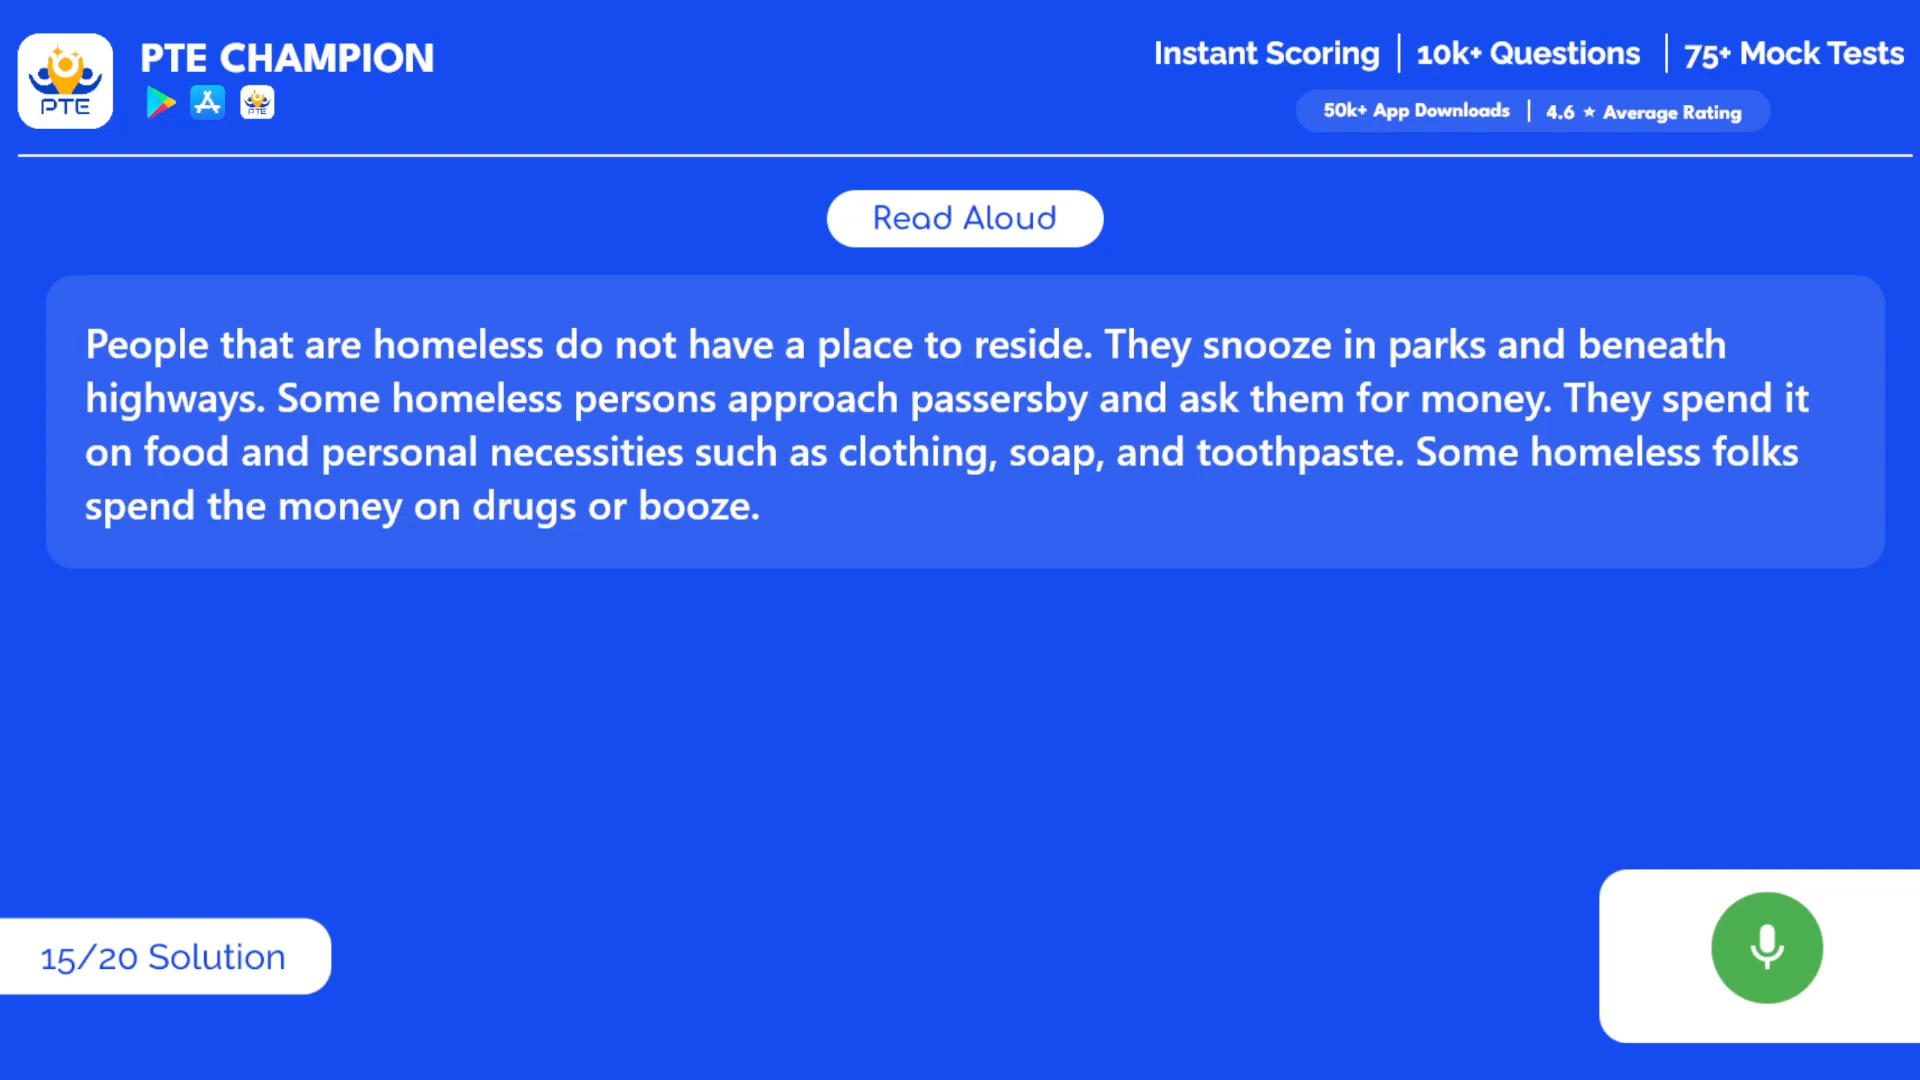 PTE CHAMPION
PTE
PTE
Instant Scoring | 10k+ Questions | 75+ Mock Tests
50k+ App Downloads | 4.6 ★ Average Rating
Read Aloud
People that are homeless do not have a place to reside. They snooze in parks and beneath
highways. Some homeless persons approach passersby and ask them for money. They spend it
on food and personal necessities such as clothing, soap, and toothpaste. Some homeless folks
spend the money on drugs or booze.
15/20 Solution